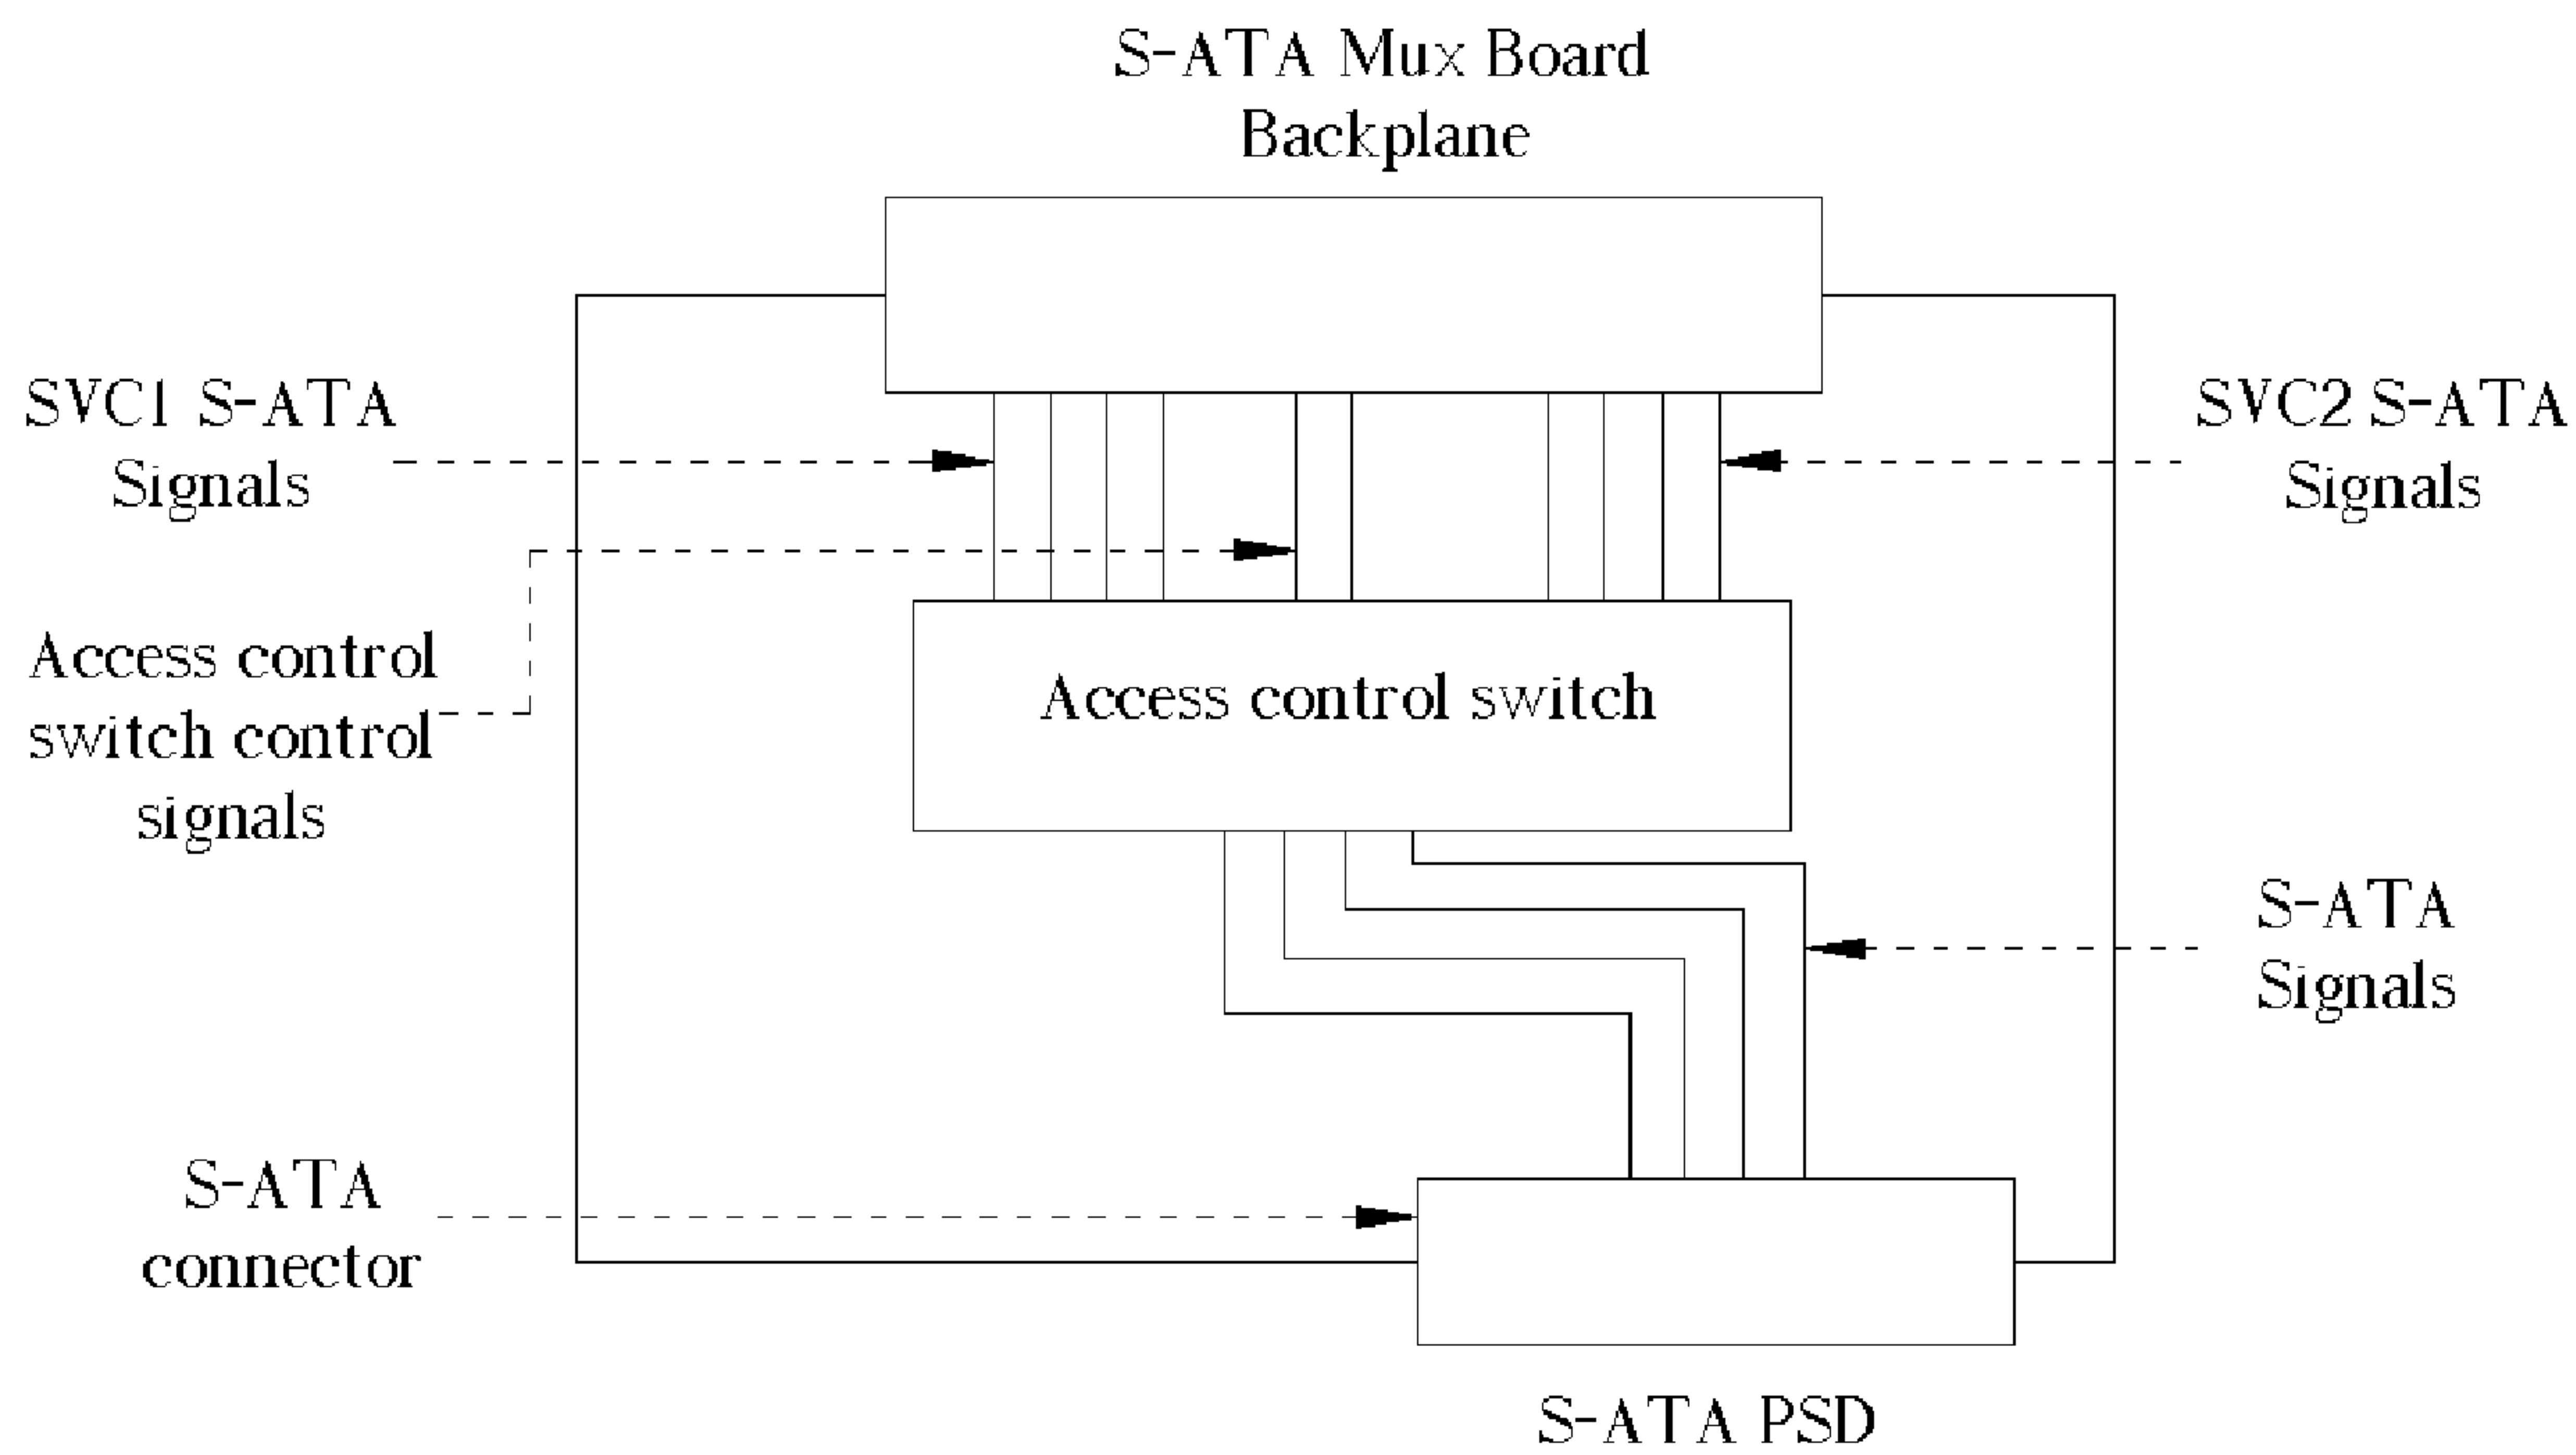 S-ATA Mux Board
Backplane
SVC1 S-ATA
Signals
SVC2 S-ATA
Signals
Access control
switch control
signals
Access control switch
S-ATA
Signals
S-ATA
connector
S-ATA PSD